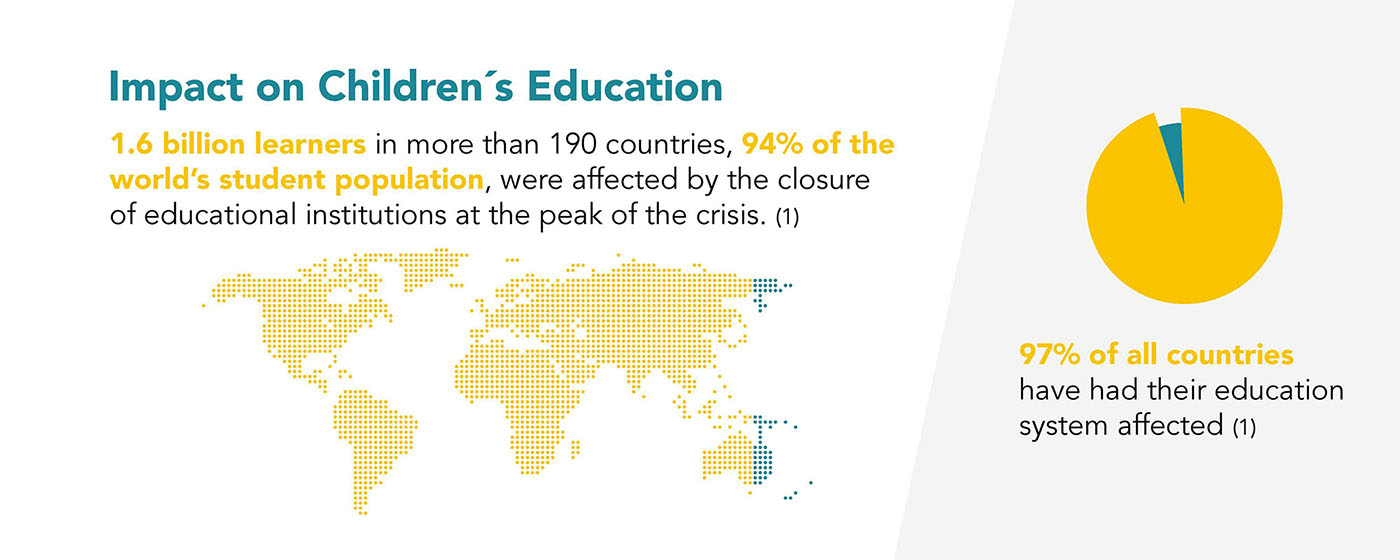 Impact on Children´s Education
1.6 billion learners in more than 190 countries, 94% of the
world’s student population, were affected by the closure
of educational institutions at the peak of the crisis. (1)
97% of all countries
have had their education
system affected (1)